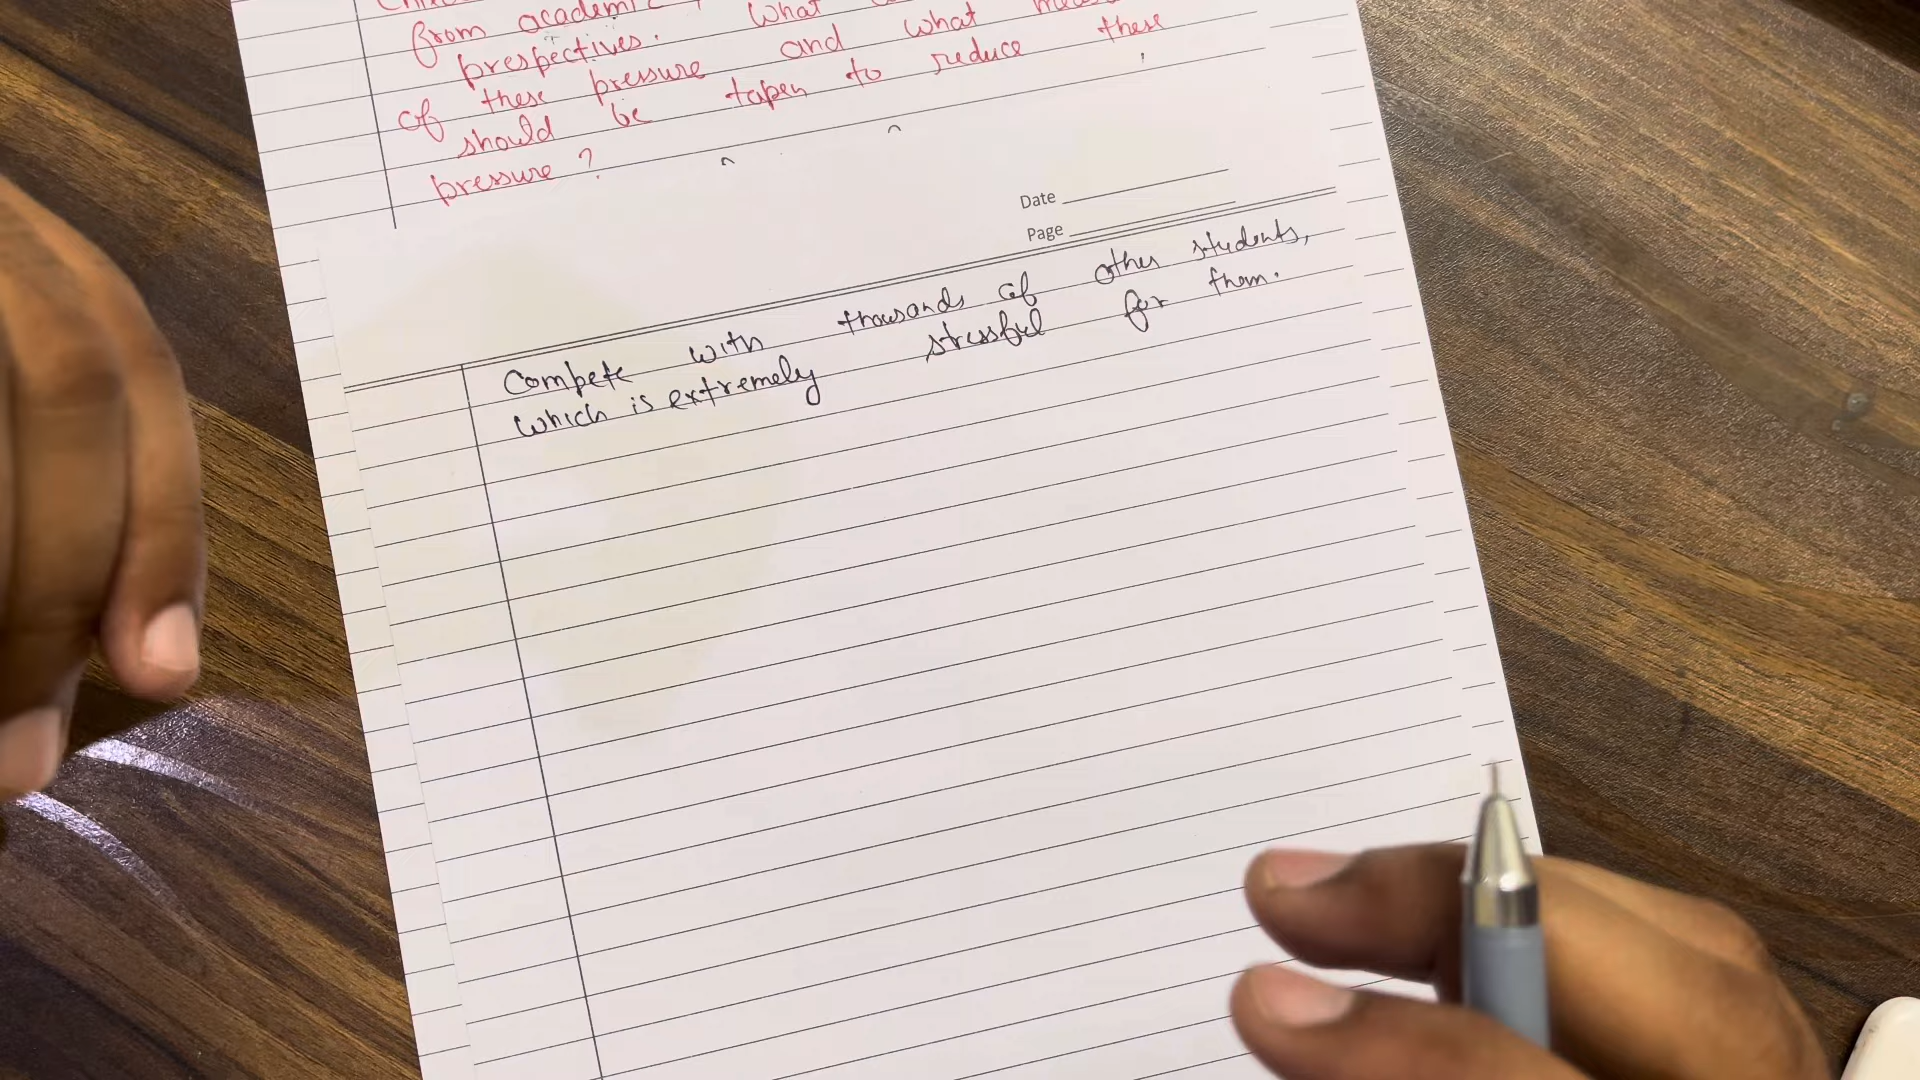 from academic
prespectives. What
of these pressure and what
should be tapen to reduce these
pressure ?
Date
Page
Compete with thousands of other students,
which is extremely stressful for them.